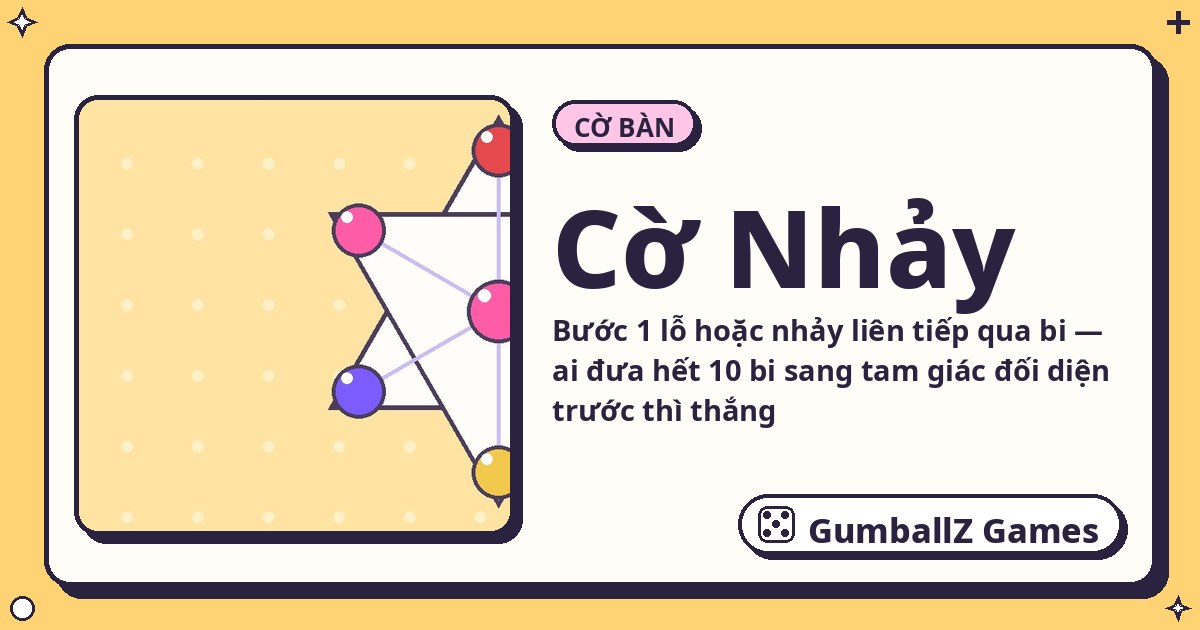 CỜ BÀN
Cờ Nhảy
Bước 1 lỗ hoặc nhảy liên tiếp qua bi —
ai đưa hết 10 bi sang tam giác đối diện
trước thì thắng
GumballZ Games